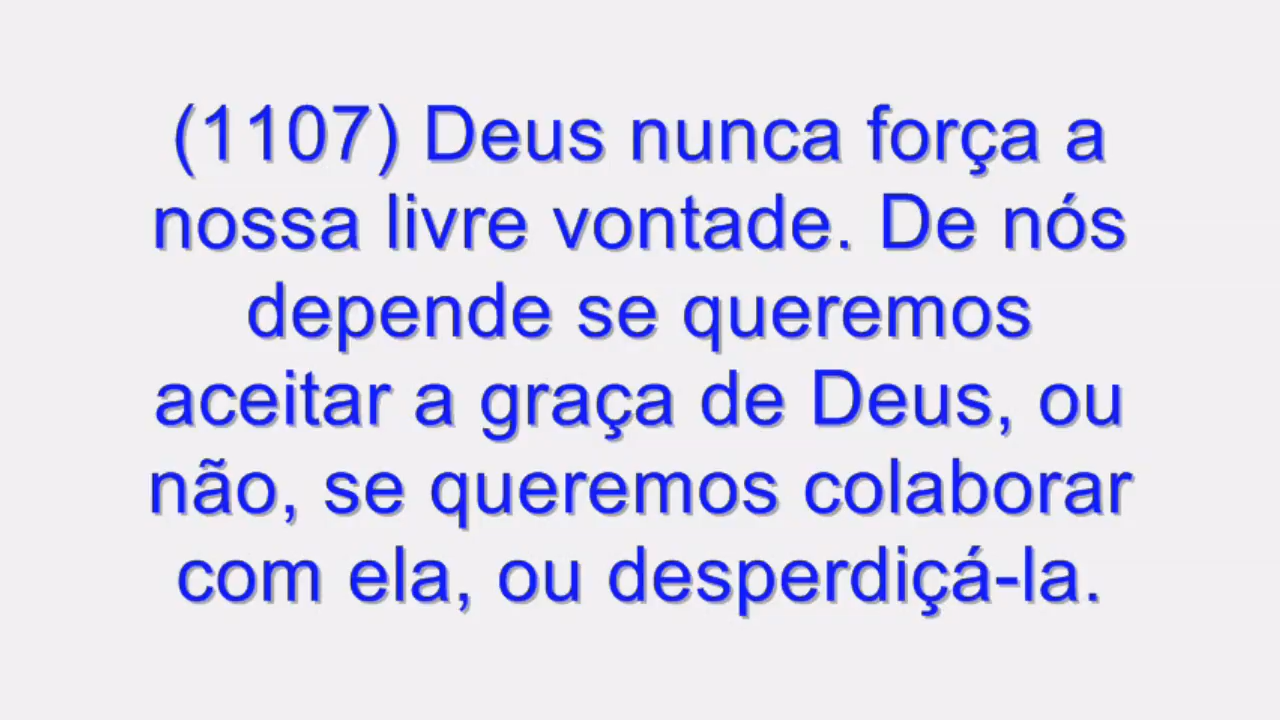 (1107) Deus nunca força a
nossa livre vontade. De nós
depende se queremos
aceitar a graça de Deus, ou
não, se queremos colaborar
com ela, ou desperdiçá-la.